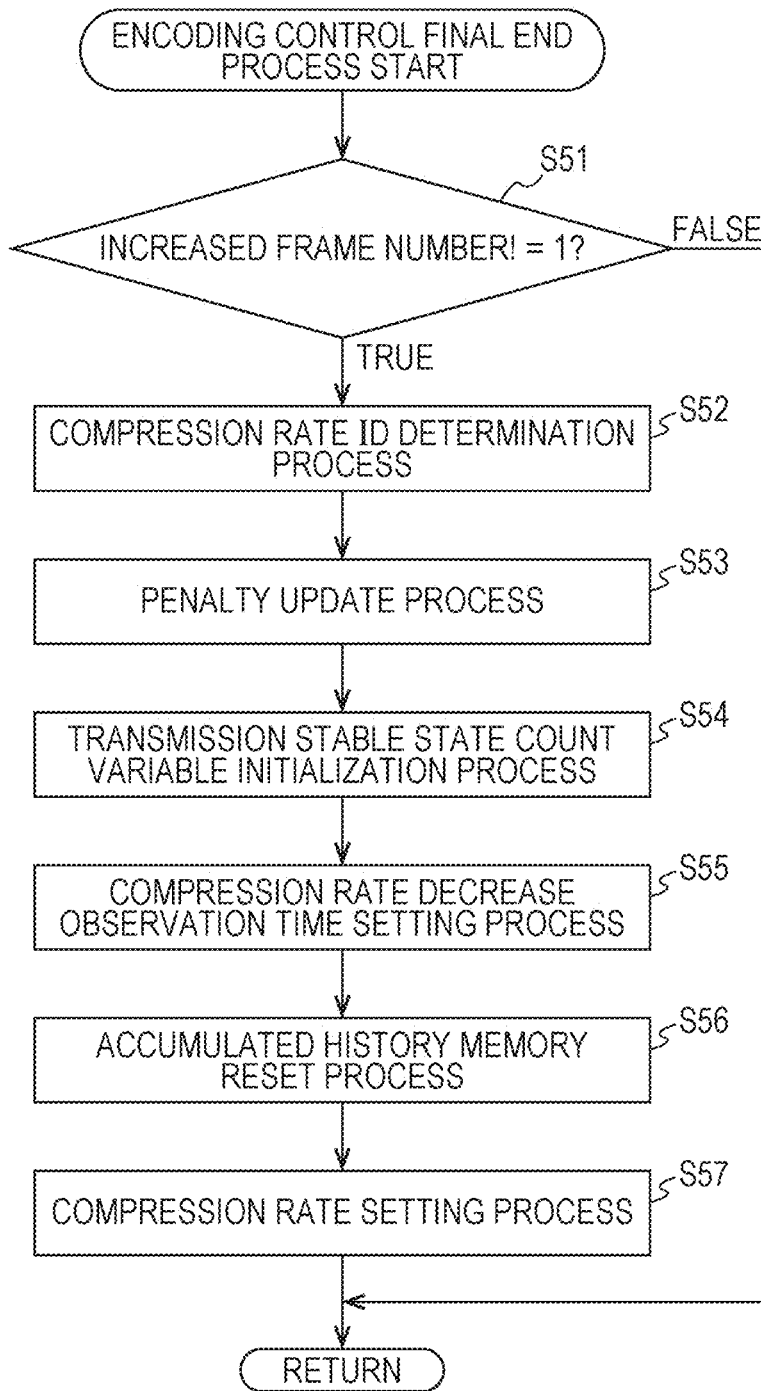 ENCODING CONTROL FINAL END
PROCESS START
S51
INCREASED FRAME NUMBER! = 1?
FALSE
TRUE
S52
COMPRESSION RATE ID DETERMINATION
PROCESS
S53
PENALTY UPDATE PROCESS
S54
TRANSMISSION STABLE STATE COUNT
VARIABLE INITIALIZATION PROCESS
S55
COMPRESSION RATE DECREASE
OBSERVATION TIME SETTING PROCESS
S56
ACCUMULATED HISTORY MEMORY
RESET PROCESS
S57
COMPRESSION RATE SETTING PROCESS
RETURN